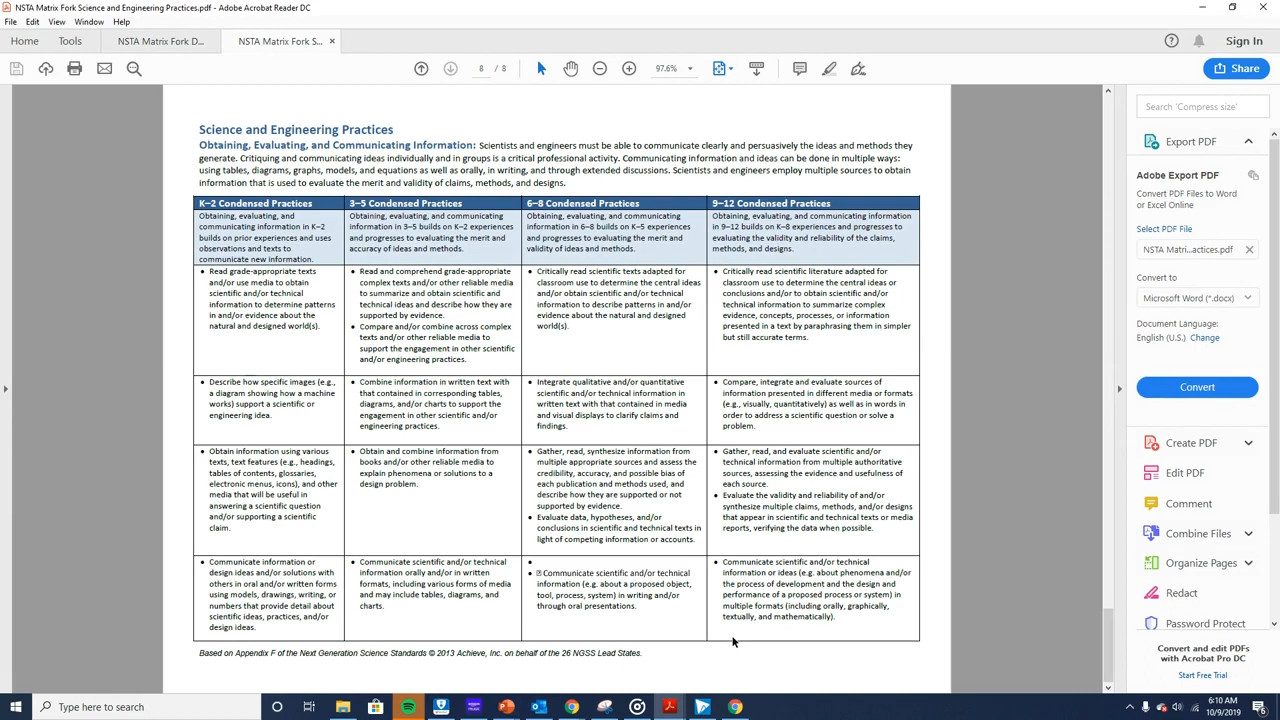 NSTA Matrix Fork Science and Engineering Practices.pdf - Adobe Acrobat Reader DC
File Edit View Window Help
Home Tools NSTA Matrix Fork D... NSTA Matrix Fork S... × Sign In
8 / 8 97.6% Share
Science and Engineering Practices
Obtaining, Evaluating, and Communicating Information: Scientists and engineers must be able to communicate clearly and persuasively the ideas and methods they
generate. Critiquing and communicating ideas individually and in groups is a critical professional activity. Communicating information and ideas can be done in multiple ways:
using tables, diagrams, graphs, models, and equations as well as orally, in writing, and through extended discussions. Scientists and engineers employ multiple sources to obtain
information that is used to evaluate the merit and validity of claims, methods, and designs.
K–2 Condensed Practices
Obtaining, evaluating, and
communicating information in K–2
builds on prior experiences and uses
observations and texts to
communicate new information.
3–5 Condensed Practices
Obtaining, evaluating, and communicating
information in 3–5 builds on K–2 experiences
and progresses to evaluating the merit and
accuracy of ideas and methods.
6–8 Condensed Practices
Obtaining, evaluating, and communicating
information in 6–8 builds on K–5 experiences
and progresses to evaluating the merit and
validity of ideas and methods.
9–12 Condensed Practices
Obtaining, evaluating, and communicating information
in 9–12 builds on K–8 experiences and progresses to
evaluating the validity and reliability of the claims,
methods, and designs.
• Read grade-appropriate texts
and/or use media to obtain
scientific and/or technical
information to determine patterns
in and/or evidence about the
natural and designed world(s).
• Read and comprehend grade-appropriate
complex texts and/or other reliable media
to summarize and obtain scientific and
technical ideas and describe how they are
supported by evidence.
• Compare and/or combine across complex
texts and/or other reliable media to
support the engagement in other scientific
and/or engineering practices.
• Critically read scientific texts adapted for
classroom use to determine the central ideas
and/or obtain scientific and/or technical
information to describe patterns in and/or
evidence about the natural and designed
world(s).
• Critically read scientific literature adapted for
classroom use to determine the central ideas or
conclusions and/or to obtain scientific and/or
technical information to summarize complex
evidence, concepts, processes, or information
presented in a text by paraphrasing them in simpler
but still accurate terms.
• Describe how specific images (e.g.,
a diagram showing how a machine
works) support a scientific or
engineering idea.
• Combine information in written text with
that contained in corresponding tables,
diagrams, and/or charts to support the
engagement in other scientific and/or
engineering practices.
• Integrate qualitative and/or quantitative
scientific and/or technical information in
written text with that contained in media
and visual displays to clarify claims and
findings.
• Compare, integrate and evaluate sources of
information presented in different media or formats
(e.g., visually, quantitatively) as well as in words in
order to address a scientific question or solve a
problem.
• Obtain information using various
texts, text features (e.g., headings,
tables of contents, glossaries,
electronic menus, icons), and other
media that will be useful in
answering a scientific question
and/or supporting a scientific
claim.
• Obtain and combine information from
books and/or other reliable media to
explain phenomena or solutions to a
design problem.
• Gather, read, synthesize information from
multiple appropriate sources and assess the
credibility, accuracy, and possible bias of
each publication and methods used, and
describe how they are supported or not
supported by evidence.
• Evaluate data, hypotheses, and/or
conclusions in scientific and technical texts in
light of competing information or accounts.
• Gather, read, and evaluate scientific and/or
technical information from multiple authoritative
sources, assessing the evidence and usefulness of
each source.
• Evaluate the validity and reliability of and/or
synthesize multiple claims, methods, and/or designs
that appear in scientific and technical texts or media
reports, verifying the data when possible.
• Communicate information or
design ideas and/or solutions with
others in oral and/or written forms
using models, drawings, writing, or
numbers that provide detail about
scientific ideas, practices, and/or
design ideas.
• Communicate scientific and/or technical
information orally and/or in written
formats, including various forms of media
and may include tables, diagrams, and
charts.
•
• Communicate scientific and/or technical
information (e.g. about a proposed object,
tool, process, system) in writing and/or
through oral presentations.
• Communicate scientific and/or technical
information or ideas (e.g. about phenomena and/or
the process of development and the design and
performance of a proposed process or system) in
multiple formats (including orally, graphically,
textually, and mathematically).
Based on Appendix F of the Next Generation Science Standards © 2013 Achieve, Inc. on behalf of the 26 NGSS Lead States.
Search 'Compress size'
Export PDF
Adobe Export PDF
Convert PDF Files to Word
or Excel Online
Select PDF File
NSTA Matri...actices.pdf
Convert to
Microsoft Word (*.docx)
Document Language:
English (U.S.) Change
Convert
Create PDF
Edit PDF
Comment
Combine Files
Organize Pages
Redact
Password Protect
Convert and edit PDFs
with Acrobat Pro DC
Start Free Trial
Type here to search
6:10 AM
10/9/2019